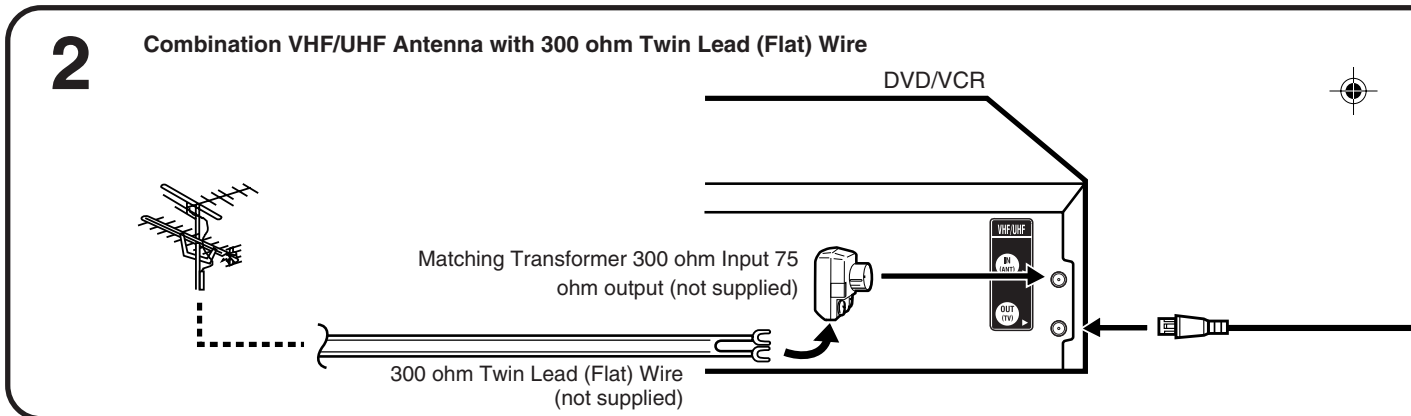 2
Combination VHF/UHF Antenna with 300 ohm Twin Lead (Flat) Wire
DVD/VCR
VHF/UHF
IN
(ANT)
OUT
(TV)
Matching Transformer 300 ohm Input 75
ohm output (not supplied)
300 ohm Twin Lead (Flat) Wire
(not supplied)